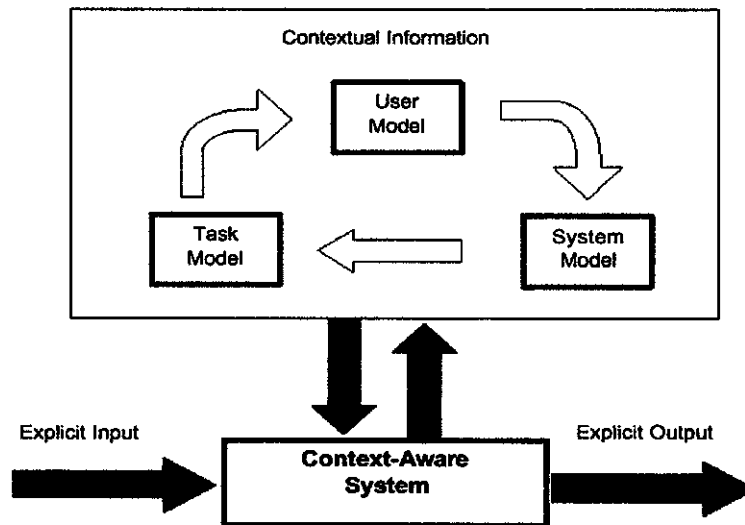 Contextual Information
User
Model
Task
Model
System
Model
Explicit Input
Explicit Output
Context-Aware
System